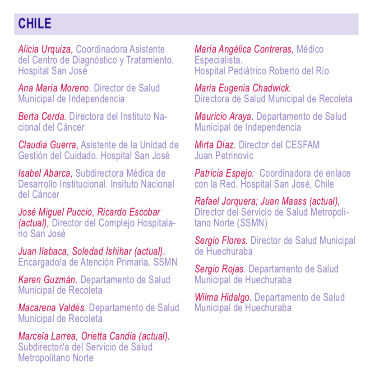 CHILE
Alicia Urquiza, Coordinadora Asistente
del Centro de Diagnóstico y Tratamiento.
Hospital San José
Ana Maria Moreno. Director de Salud
Municipal de Independencia
Berta Cerda. Directora del Instituto Na-
cional del Cáncer
Claudia Guerra, Asistente de la Unidad de
Gestión del Cuidado. Hospital San José
Isabel Abarca, Subdirectora Médica de
Desarrollo Institucional. Insituto Nacional
del Cáncer
José Miguel Puccio, Ricardo Escobar
(actual), Director del Complejo Hospitala-
rio San José
Juan Ilabaca, Soledad Ishihar (actual).
Encargado/a de Atención Primaria. SSMN
Karen Guzmán. Departamento de Salud
Municipal de Recoleta
Macarena Valdés. Departamento de Salud
Municipal de Recoleta
Marcela Larrea, Orietta Candia (actual).
Subdirector/a del Servicio de Salud
Metropolitano Norte
Maria Angélica Contreras, Médico
Especialista.
Hospital Pediátrico Roberto del Río
Maria Eugenia Chadwick.
Directora de Salud Municipal de Recoleta
Mauricio Araya. Departamento de Salud
Municipal de Independencia
Mirta Diaz. Director del CESFAM
Juan Petrinovic
Patricia Espejo. Coordinadora de enlace
con la Red. Hospital San José, Chile
Rafael Jorquera; Juan Maass (actual),
Director del Servicio de Salud Metropoli-
tano Norte (SSMN)
Sergio Flores. Director de Salud Municipal
de Huechuraba
Sergio Rojas. Departamento de Salud
Municipal de Huechuraba
Wilma Hidalgo. Departamento de Salud
Municipal de Huechuraba